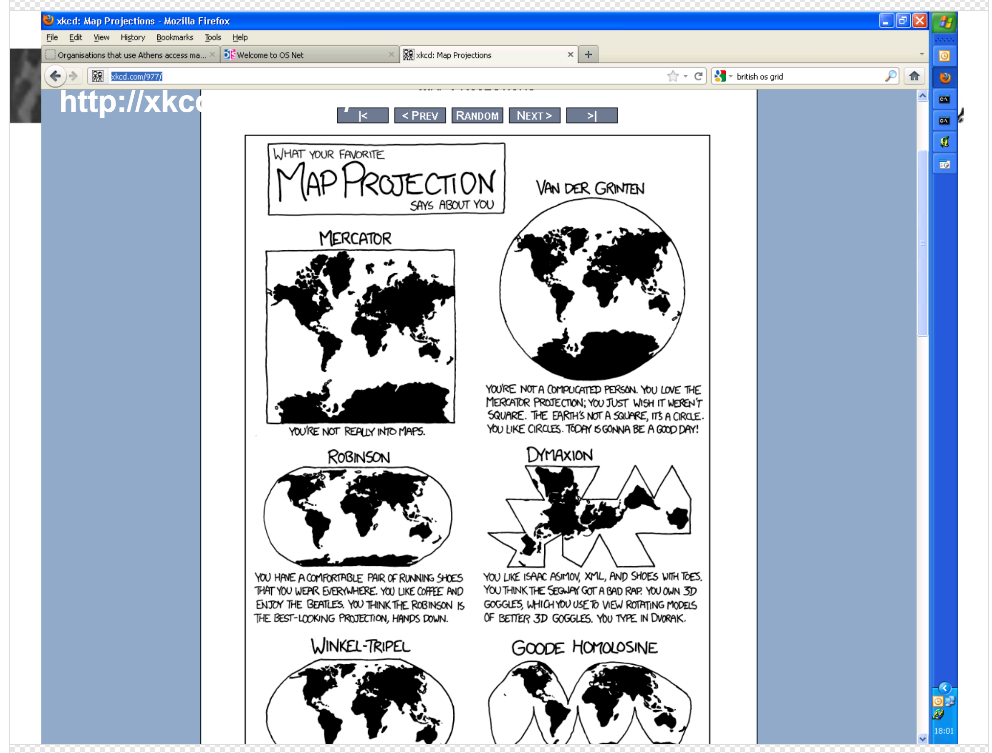 xkcd: Map Projections - Mozilla Firefox
File Edit View History Bookmarks Tools Help
Organisations that use Athens access ma...
Welcome to OS Net
xkcd: Map Projections
xkcd.com/977/
british os grid
http://xkc
|<
< PREV
RANDOM
NEXT >
>|
WHAT YOUR FAVORITE
MAP PROJECTION
SAYS ABOUT YOU
MERCATOR
YOU'RE NOT REALLY INTO MAPS.
VAN DER GRINTEN
YOU'RE NOT A COMPLICATED PERSON. YOU LOVE THE
MERCATOR PROJECTION; YOU JUST WISH IT WEREN'T
SQUARE. THE EARTH'S NOT A SQUARE, IT'S A CIRCLE.
YOU LIKE CIRCLES. TODAY IS GONNA BE A GOOD DAY!
ROBINSON
YOU HAVE A COMFORTABLE PAIR OF RUNNING SHOES
THAT YOU WEAR EVERYWHERE. YOU LIKE COFFEE AND
ENJOY THE BEATLES. YOU THINK THE ROBINSON IS
THE BEST-LOOKING PROJECTION, HANDS DOWN.
DYMAXION
YOU LIKE ISAAC ASIMOV, XML, AND SHOES WITH TOES.
YOU THINK THE SEGWAY GOT A BAD RAP. YOU OWN 3D
GOGGLES, WHICH YOU USE TO VIEW ROTATING MODELS
OF BETTER 3D GOGGLES. YOU TYPE IN DVORAK.
WINKEL-TRIPEL
GOODE HOMOLOSINE
18:01